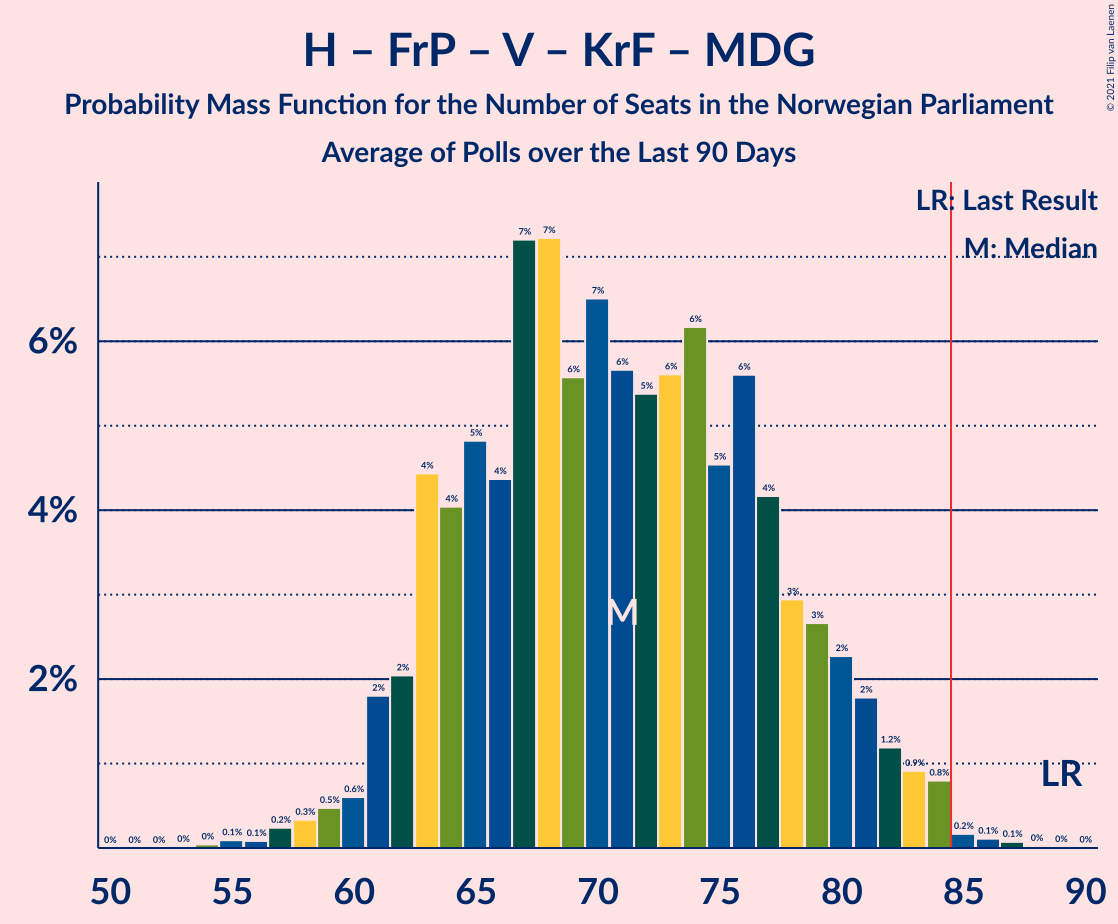 H – FrP – V – KrF – MDG
Probability Mass Function for the Number of Seats in the Norwegian Parliament
Average of Polls over the Last 90 Days
© 2021 Filip van Laenen
LR: Last Result
M: Median
6%
4%
2%
0% 0% 0% 0% 0% 0.1% 0.1% 0.2% 0.3% 0.5% 0.6% 2% 2% 4% 4% 5% 4% 7% 7% 6% 7% 6% 5% 6% 6% 5% 6% 4% 3% 3% 2% 2% 1.2% 0.9% 0.8% 0.2% 0.1% 0.1% 0% 0% 0%
M
LR
50 55 60 65 70 75 80 85 90